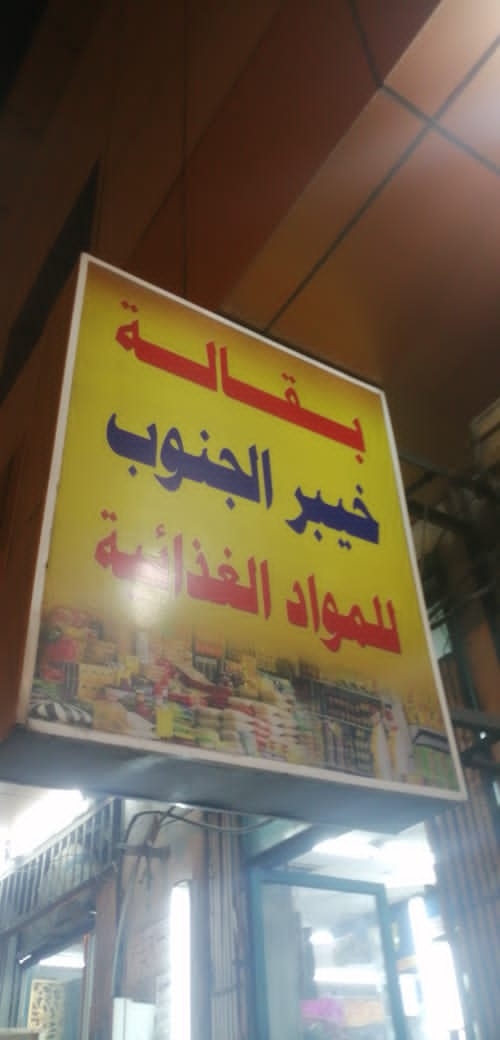 بقالة
خيبر الجنوب
للمواد الغذائية